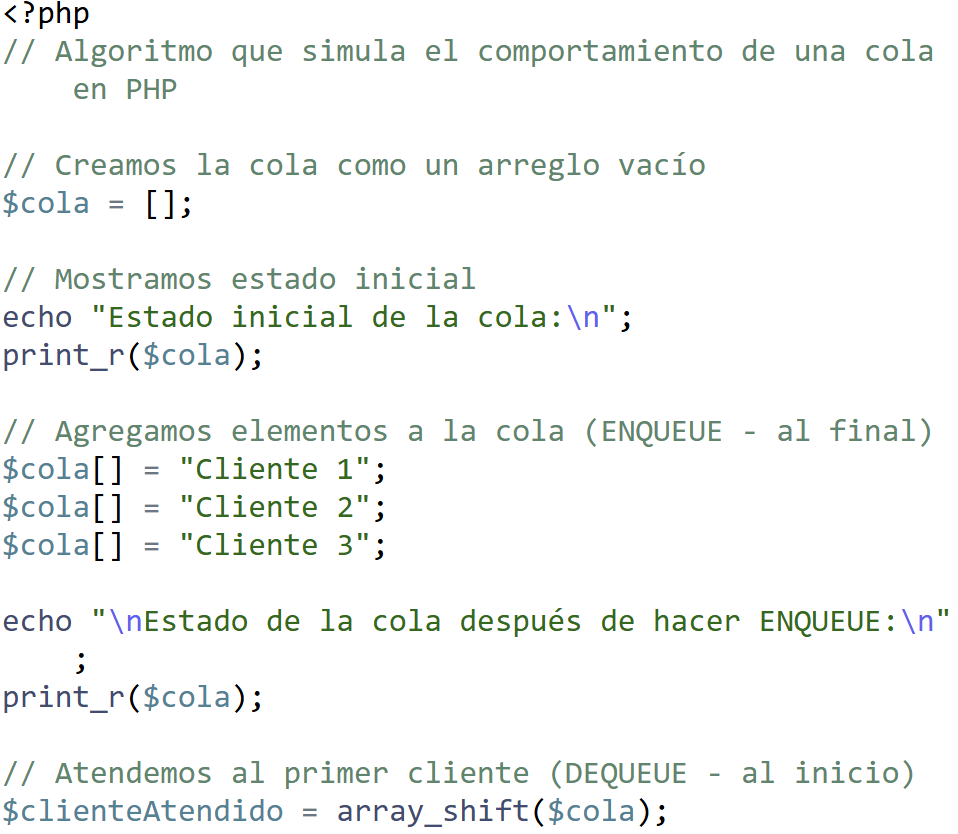 <?php
// Algoritmo que simula el comportamiento de una cola
en PHP
// Creamos la cola como un arreglo vacío
$cola = [];
// Mostramos estado inicial
echo "Estado inicial de la cola:\n";
print_r($cola);
// Agregamos elementos a la cola (ENQUEUE - al final)
$cola[] = "Cliente 1";
$cola[] = "Cliente 2";
$cola[] = "Cliente 3";
echo "\nEstado de la cola después de hacer ENQUEUE:\n"
;
print_r($cola);
// Atendemos al primer cliente (DEQUEUE - al inicio)
$clienteAtendido = array_shift($cola);